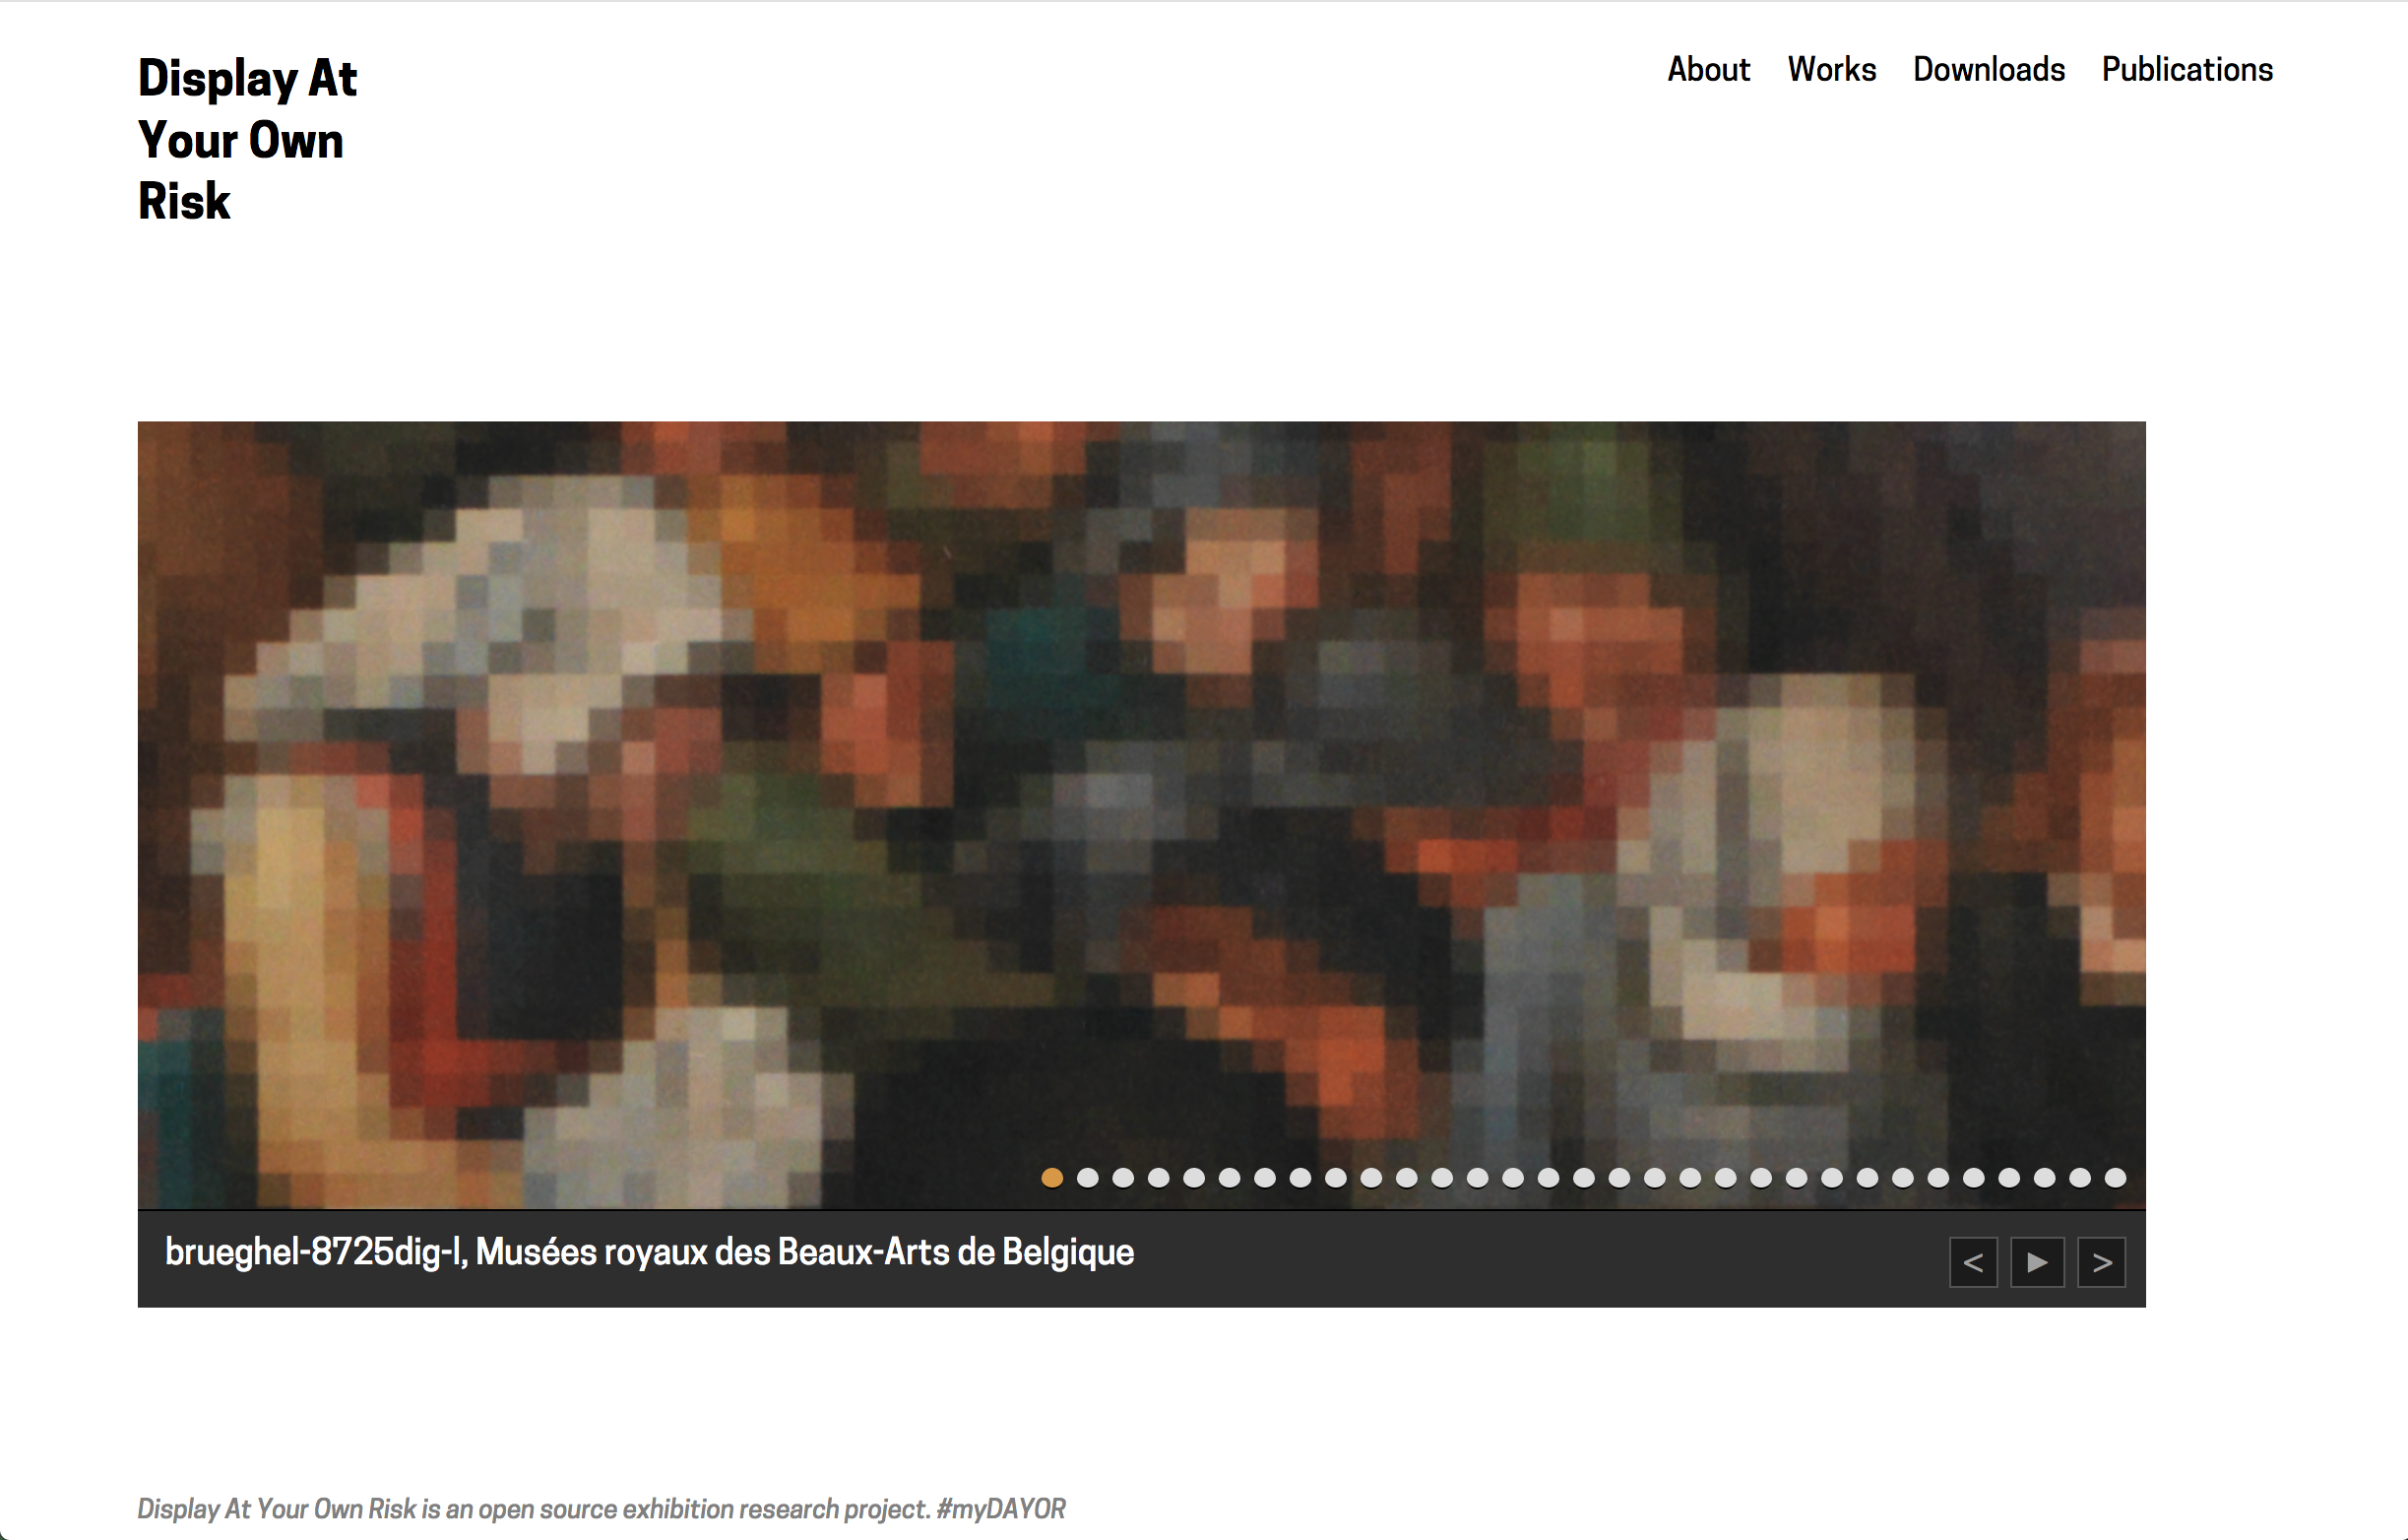 Display At
Your Own
Risk
About Works Downloads Publications
brueghel-8725dig-l, Musées royaux des Beaux-Arts de Belgique
< ▶ >
Display At Your Own Risk is an open source exhibition research project. #myDAYOR